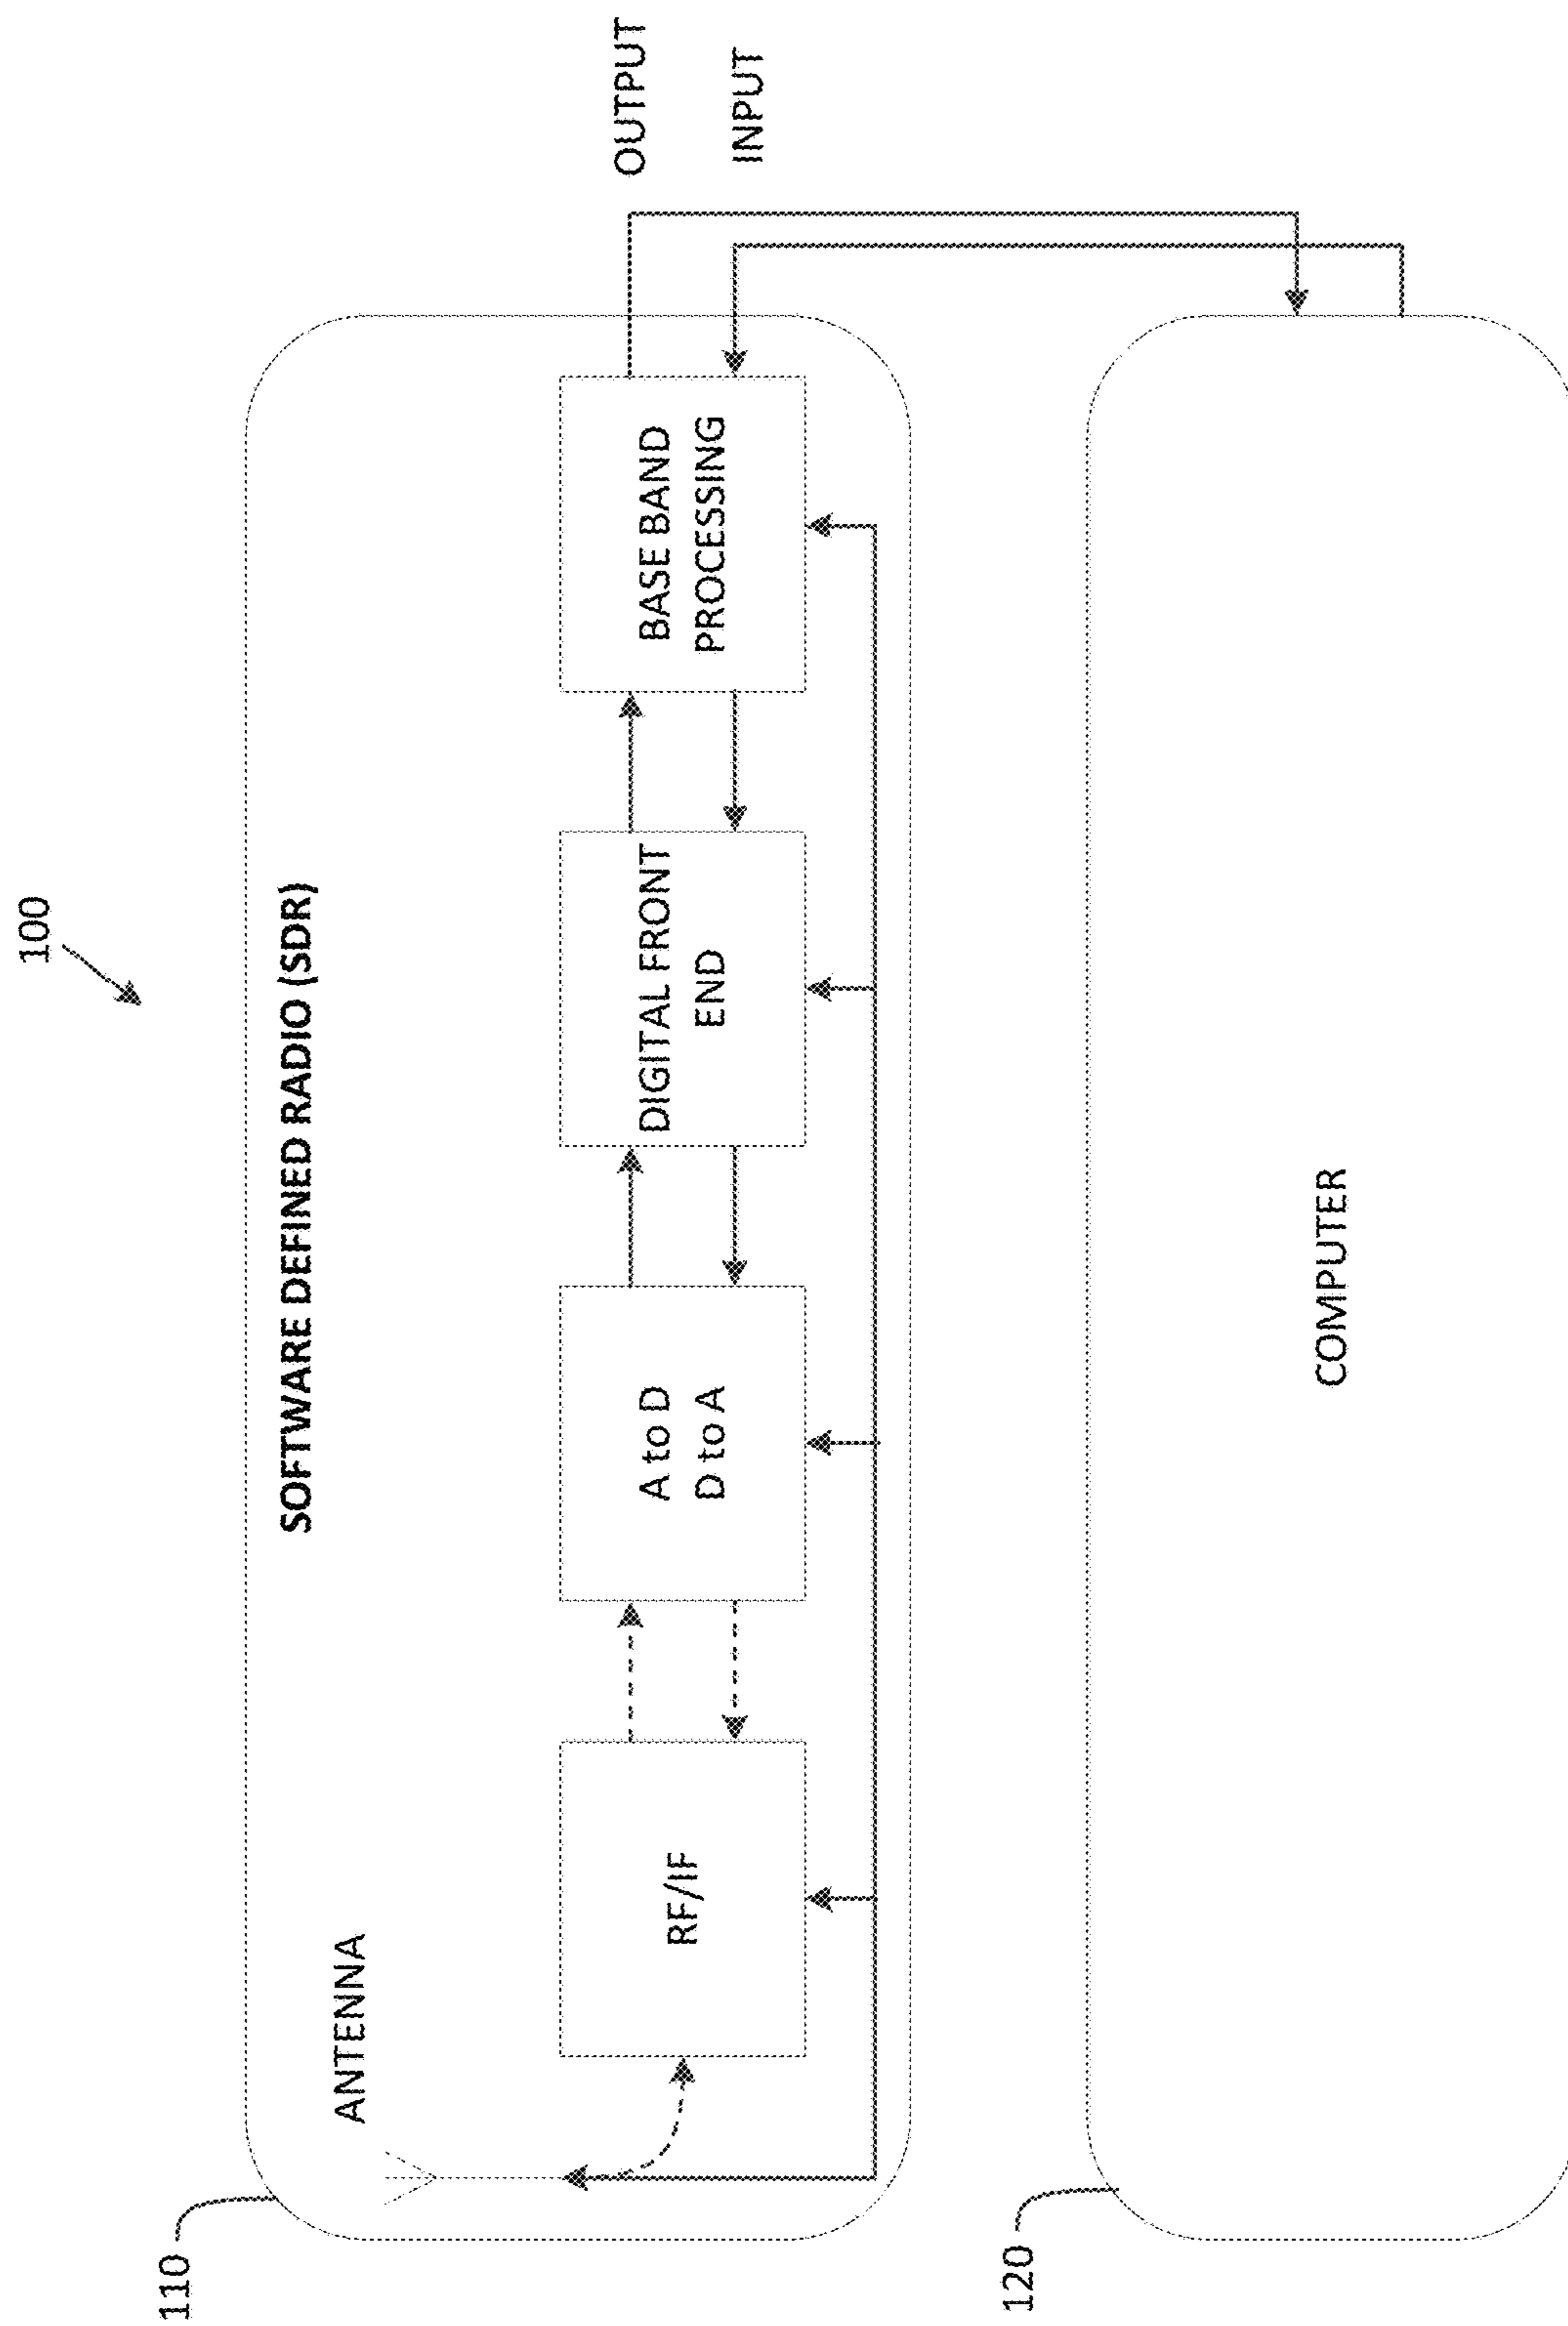 100
110
SOFTWARE DEFINED RADIO (SDR)
ANTENNA
RF/IF
A to D
D to A
DIGITAL FRONT
END
BASE BAND
PROCESSING
OUTPUT
INPUT
120
COMPUTER